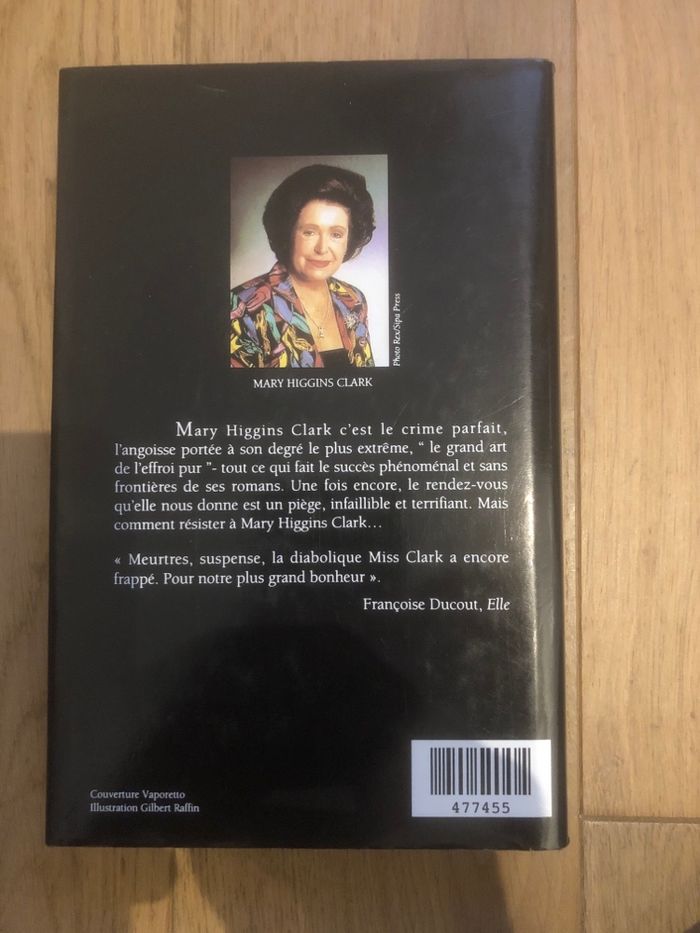 Photo Rex/Sipa Press
MARY HIGGINS CLARK
Mary Higgins Clark c'est le crime parfait,
l'angoisse portée à son degré le plus extrême, “ le grand art
de l'effroi pur ”- tout ce qui fait le succès phénoménal et sans
frontières de ses romans. Une fois encore, le rendez-vous
qu'elle nous donne est un piège, infaillible et terrifiant. Mais
comment résister à Mary Higgins Clark…
« Meurtres, suspense, la diabolique Miss Clark a encore
frappé. Pour notre plus grand bonheur ».
Françoise Ducout, Elle
Couverture Vaporetto
Illustration Gilbert Raffin
477455